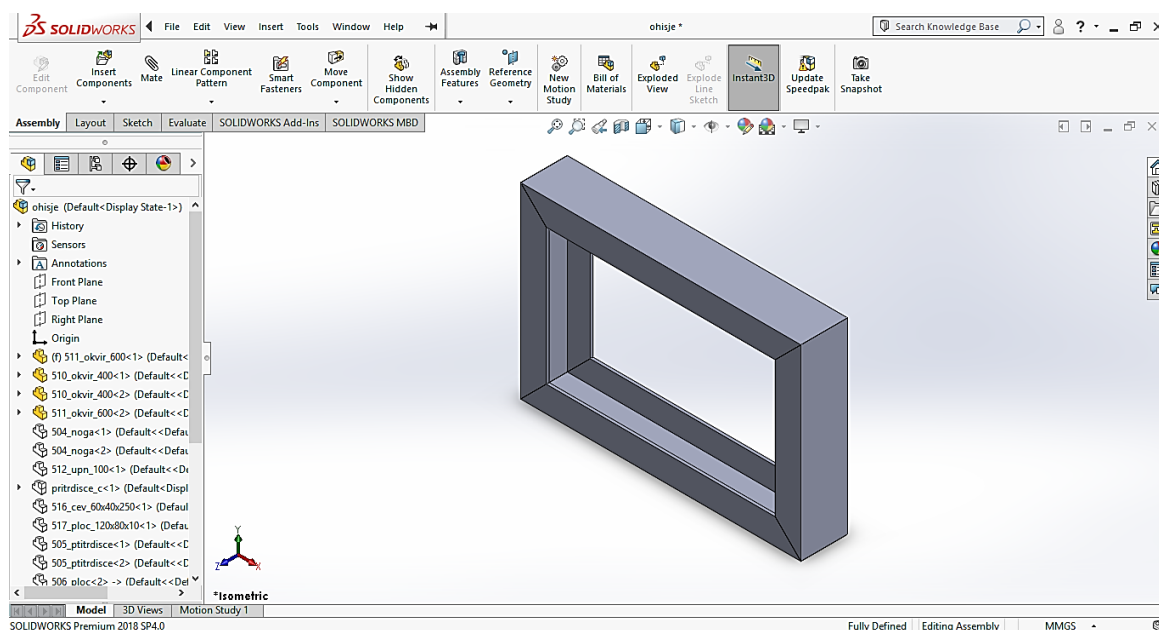 SOLIDWORKS File Edit View Insert Tools Window Help ohisje * Search Knowledge Base ?
Edit Component
Insert Components
Mate
Linear Component Pattern
Smart Fasteners
Move Component
Show Hidden Components
Assembly Features
Reference Geometry
New Motion Study
Bill of Materials
Exploded View
Explode Line Sketch
Instant3D
Update Speedpak
Take Snapshot
Assembly Layout Sketch Evaluate SOLIDWORKS Add-Ins SOLIDWORKS MBD
ohisje (Default<Display State-1>)
History
Sensors
A Annotations
Front Plane
Top Plane
Right Plane
Origin
(f) 511_okvir_600<1> (Default<
510_okvir_400<1> (Default<<D
510_okvir_400<2> (Default<<D
511_okvir_600<2> (Default<<D
504_noga<1> (Default<<Defau
504_noga<2> (Default<<Defau
512_upn_100<1> (Default<<De
pritrdisce_c<1> (Default<Displ
516_cev_60x40x250<1> (Defaul
517_ploc_120x80x10<1> (Defau
505_ptitrdisce<1> (Default<<D
505_ptitrdisce<2> (Default<<D
506_ploc<2> -> (Default<<Def
Y
Z X
*Isometric
Model 3D Views Motion Study 1
SOLIDWORKS Premium 2018 SP4.0 Fully Defined Editing Assembly MMGS